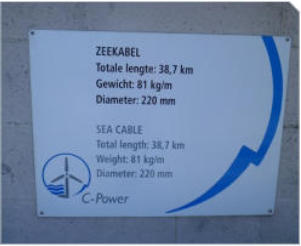 ZEEKABEL
Totale lengte: 38,7 km
Gewicht: 81 kg/m
Diameter: 220 mm
SEA CABLE
Total length: 38,7 km
Weight: 81 kg/m
Diameter: 220 mm
C-Power